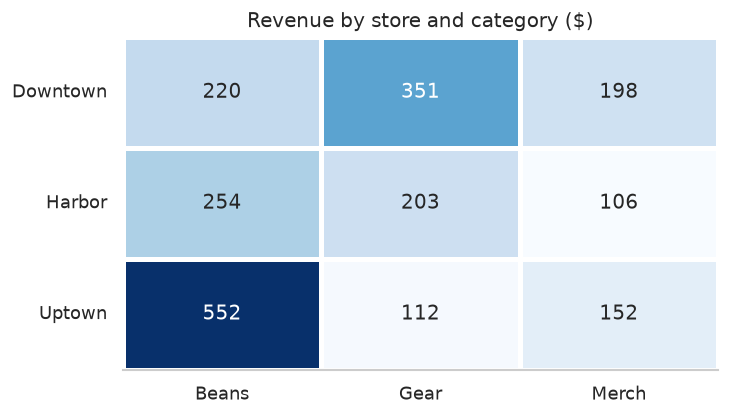 Revenue by store and category ($)
Downtown 220 351 198
Harbor 254 203 106
Uptown 552 112 152
Beans Gear Merch